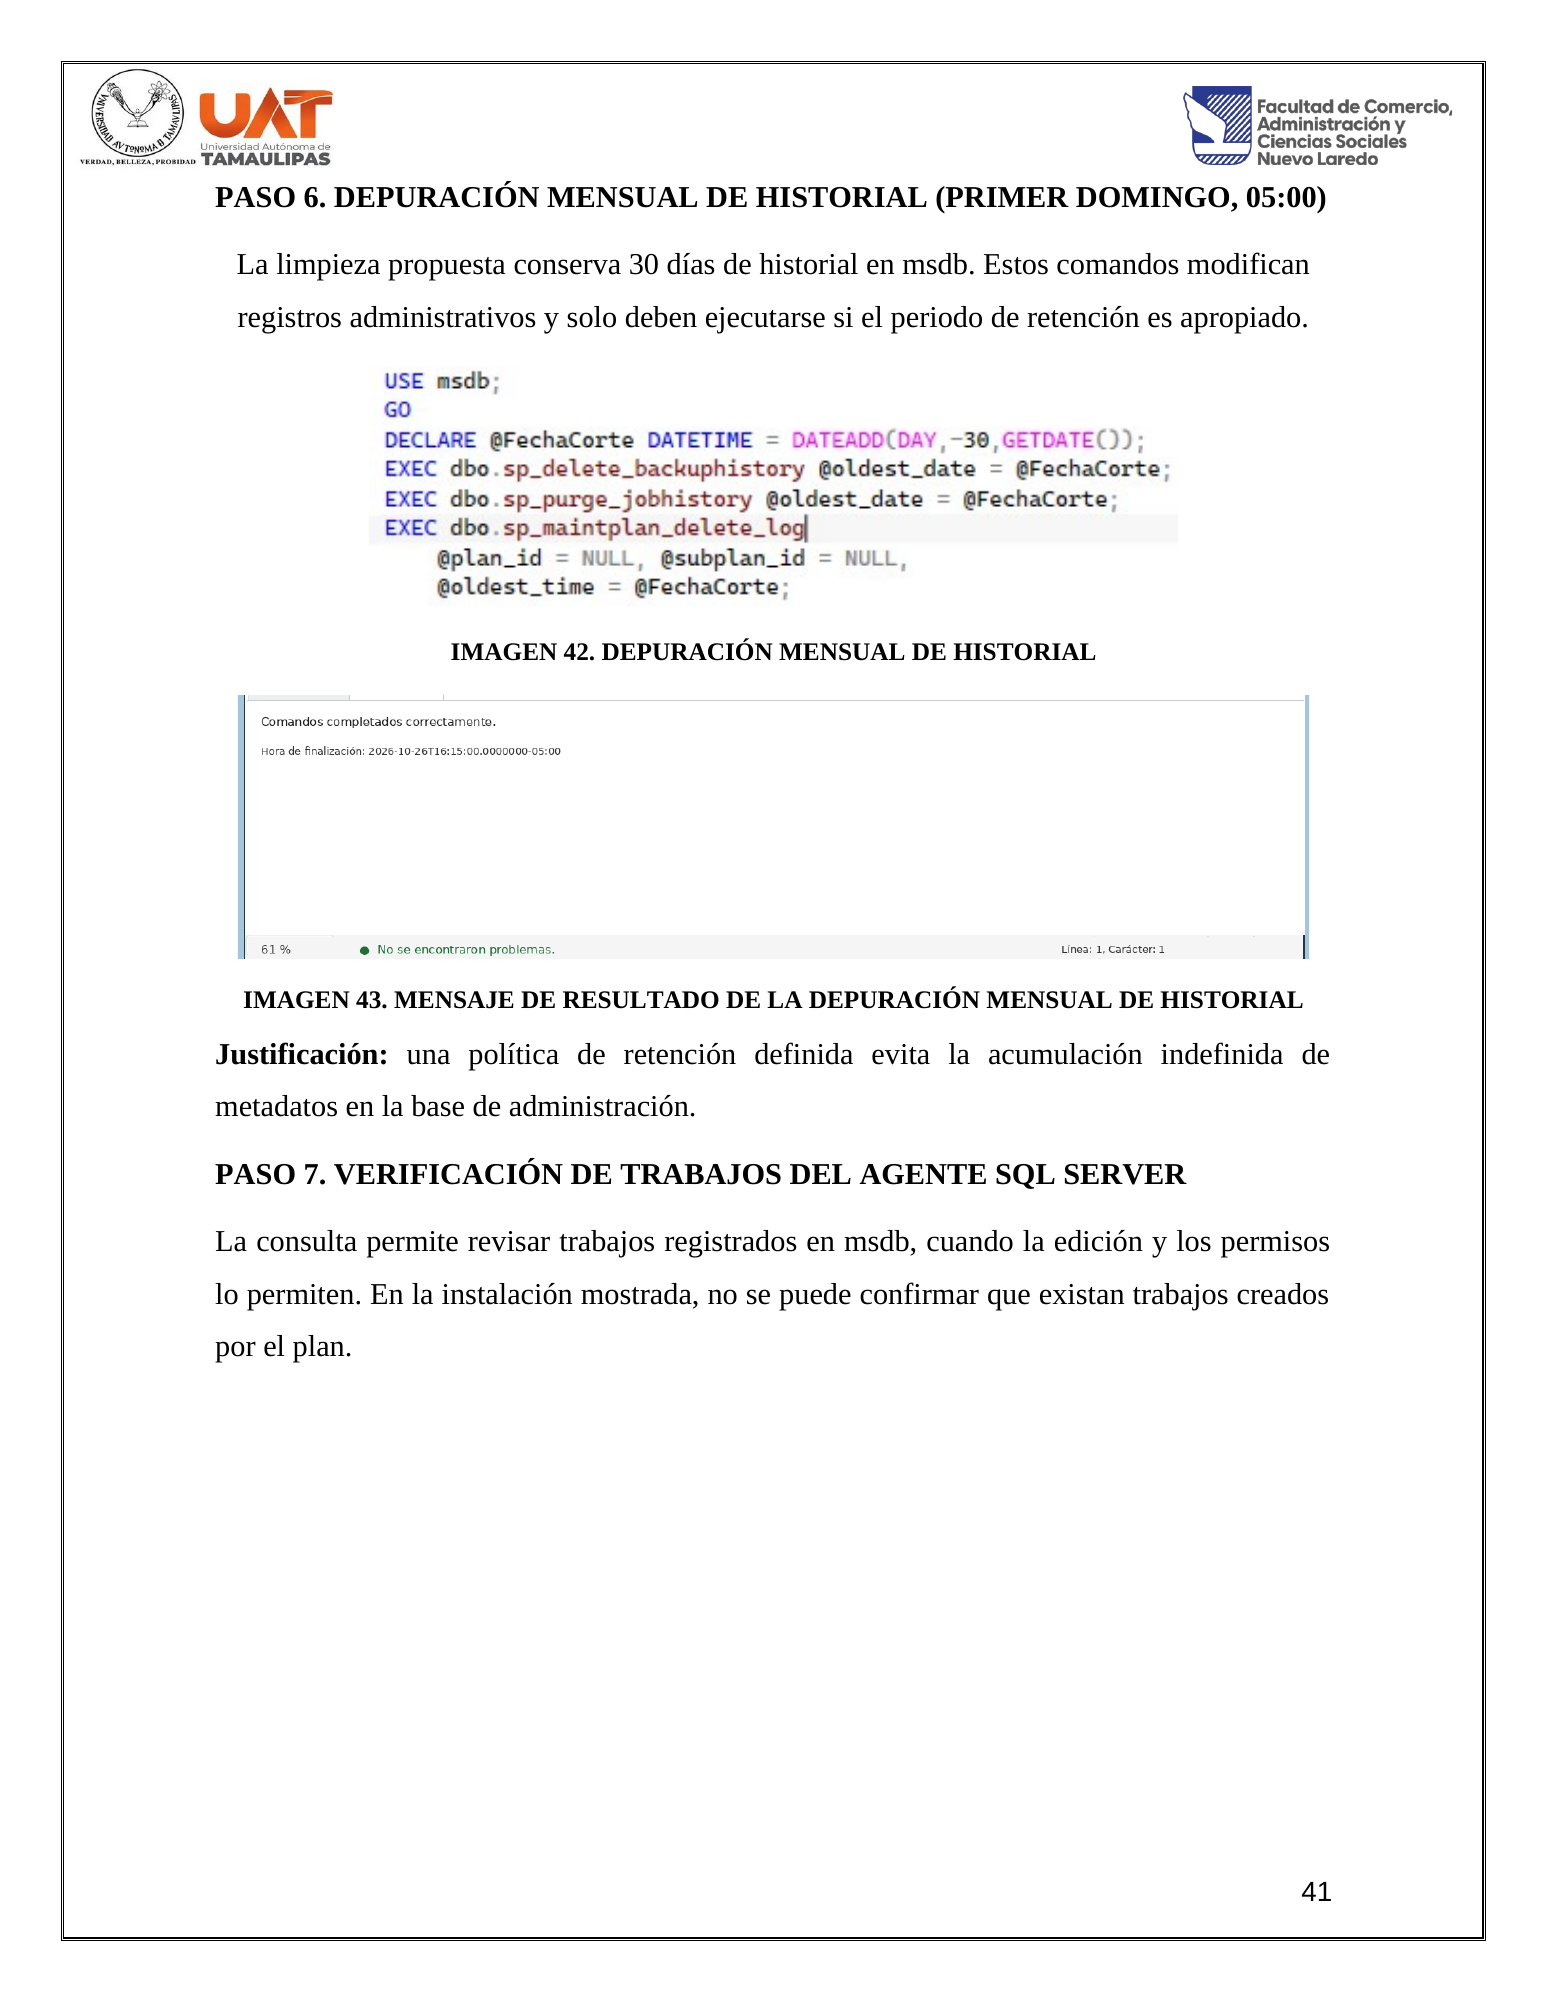 VNIVERSIDAD AVTONOMA D TAMAVLIPAS
VERDAD, BELLEZA, PROBIDAD
UAT
Universidad Autónoma de
TAMAULIPAS
Facultad de Comercio,
Administración y
Ciencias Sociales
Nuevo Laredo
PASO 6. DEPURACIÓN MENSUAL DE HISTORIAL (PRIMER DOMINGO, 05:00)
La limpieza propuesta conserva 30 días de historial en msdb. Estos comandos modifican
registros administrativos y solo deben ejecutarse si el periodo de retención es apropiado.
USE msdb;
GO
DECLARE @FechaCorte DATETIME = DATEADD(DAY,-30,GETDATE());
EXEC dbo.sp_delete_backuphistory @oldest_date = @FechaCorte;
EXEC dbo.sp_purge_jobhistory @oldest_date = @FechaCorte;
EXEC dbo.sp_maintplan_delete_log
@plan_id = NULL, @subplan_id = NULL,
@oldest_time = @FechaCorte;
IMAGEN 42. DEPURACIÓN MENSUAL DE HISTORIAL
Comandos completados correctamente.
Hora de finalización: 2026-10-26T16:15:00.0000000-05:00
61 % No se encontraron problemas. Línea: 1, Carácter: 1
IMAGEN 43. MENSAJE DE RESULTADO DE LA DEPURACIÓN MENSUAL DE HISTORIAL
Justificación: una política de retención definida evita la acumulación indefinida de
metadatos en la base de administración.
PASO 7. VERIFICACIÓN DE TRABAJOS DEL AGENTE SQL SERVER
La consulta permite revisar trabajos registrados en msdb, cuando la edición y los permisos
lo permiten. En la instalación mostrada, no se puede confirmar que existan trabajos creados
por el plan.
41